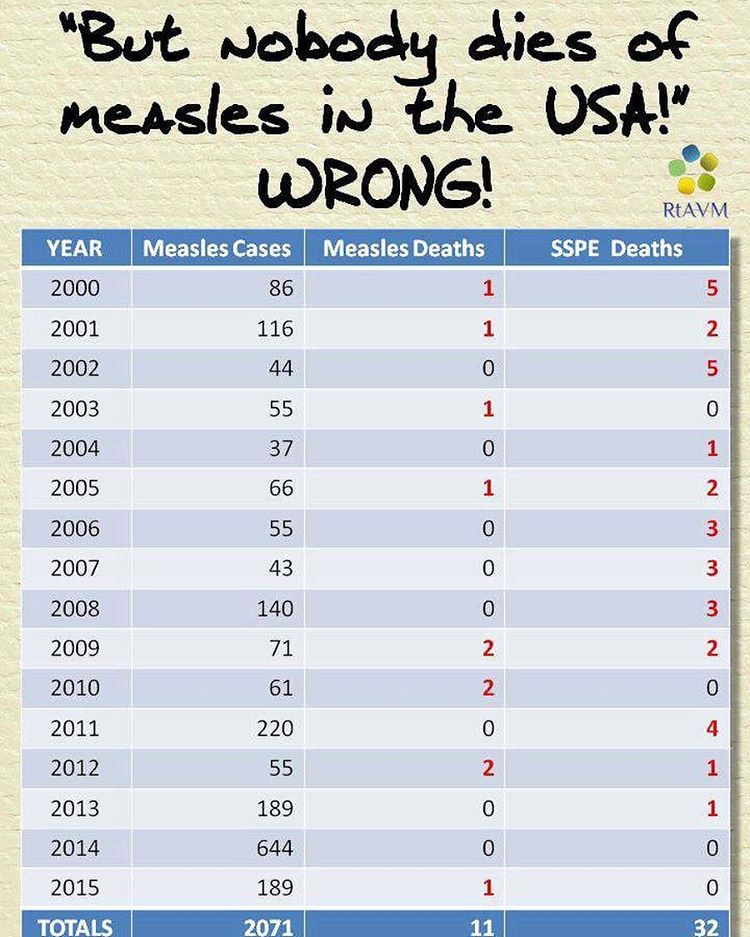 "But nobody dies of
measles in the USA!"
WRONG!
RtAVM
YEAR Measles Cases Measles Deaths SSPE Deaths
2000 86 1 5
2001 116 1 2
2002 44 0 5
2003 55 1 0
2004 37 0 1
2005 66 1 2
2006 55 0 3
2007 43 0 3
2008 140 0 3
2009 71 2 2
2010 61 2 0
2011 220 0 4
2012 55 2 1
2013 189 0 1
2014 644 0 0
2015 189 1 0
TOTALS 2071 11 32